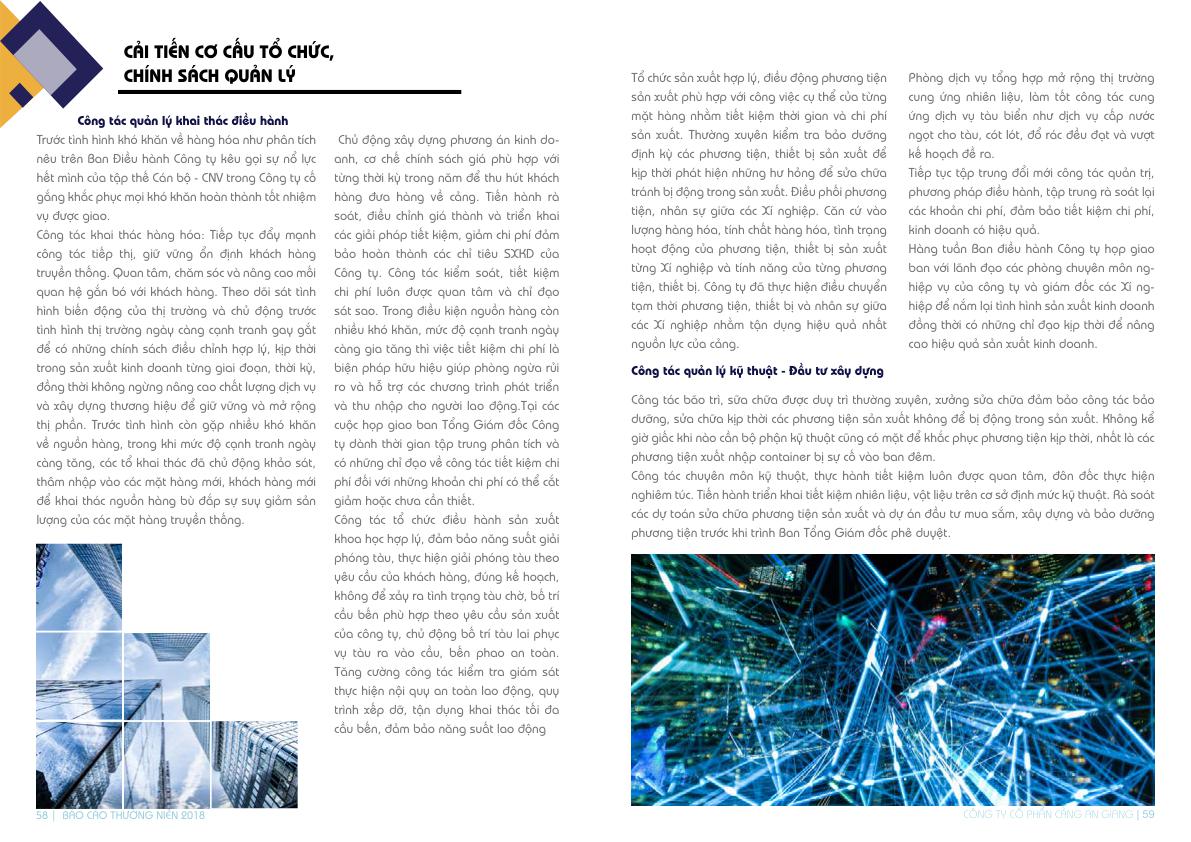 CẢI TIẾN CƠ CẤU TỔ CHỨC,
CHÍNH SÁCH QUẢN LÝ
Công tác quản lý khai thác điều hành
Trước tình hình khó khăn về hàng hóa như phân tích
nêu trên Ban Điều hành Công ty kêu gọi sự nổ lực
hết mình của tập thể Cán bộ - CNV trong Công ty cố
gắng khắc phục mọi khó khăn hoàn thành tốt nhiệm
vụ được giao.
Công tác khai thác hàng hóa: Tiếp tục đẩy mạnh
công tác tiếp thị, giữ vững ổn định khách hàng
truyền thống. Quan tâm, chăm sóc và nâng cao mối
quan hệ gắn bó với khách hàng. Theo dõi sát tình
hình biến động của thị trường và chủ động trước
tình hình thị trường ngày càng cạnh tranh gay gắt
để có những chính sách điều chỉnh hợp lý, kịp thời
trong sản xuất kinh doanh từng giai đoạn, thời kỳ,
đồng thời không ngừng nâng cao chất lượng dịch vụ
và xây dựng thương hiệu để giữ vững và mở rộng
thị phần. Trước tình hình còn gặp nhiều khó khăn
về nguồn hàng, trong khi mức độ cạnh tranh ngày
càng tăng, các tổ khai thác đã chủ động khảo sát,
thâm nhập vào các mặt hàng mới, khách hàng mới
để khai thác nguồn hàng bù đắp sự suy giảm sản
lượng của các mặt hàng truyền thống.
Chủ động xây dựng phương án kinh do-
anh, cơ chế chính sách giá phù hợp với
từng thời kỳ trong năm để thu hút khách
hàng đưa hàng về cảng. Tiến hành rà
soát, điều chỉnh giá thành và triển khai
các giải pháp tiết kiệm, giảm chi phí đảm
bảo hoàn thành các chỉ tiêu SXKD của
Công ty. Công tác kiểm soát, tiết kiệm
chi phí luôn được quan tâm và chỉ đạo
sát sao. Trong điều kiện nguồn hàng còn
nhiều khó khăn, mức độ cạnh tranh ngày
càng gia tăng thì việc tiết kiệm chi phí là
biện pháp hữu hiệu giúp phòng ngừa rủi
ro và hỗ trợ các chương trình phát triển
và thu nhập cho người lao động.Tại các
cuộc họp giao ban Tổng Giám đốc Công
ty dành thời gian tập trung phân tích và
có những chỉ đạo về công tác tiết kiệm chi
phí đối với những khoản chi phí có thể cắt
giảm hoặc chưa cần thiết.
Công tác tổ chức điều hành sản xuất
khoa học hợp lý, đảm bảo năng suất giải
phóng tàu, thực hiện giải phóng tàu theo
yêu cầu của khách hàng, đúng kế hoạch,
không để xảy ra tình trạng tàu chờ, bố trí
cầu bến phù hợp theo yêu cầu sản xuất
của công ty, chủ động bố trí tàu lai phục
vụ tàu ra vào cầu, bến phao an toàn.
Tăng cường công tác kiểm tra giám sát
thực hiện nội quy an toàn lao động, quy
trình xếp dỡ, tận dụng khai thác tối đa
cầu bến, đảm bảo năng suất lao động
58 | BÁO CÁO THƯỜNG NIÊN 2018
Tổ chức sản xuất hợp lý, điều động phương tiện
sản xuất phù hợp với công việc cụ thể của từng
mặt hàng nhằm tiết kiệm thời gian và chi phí
sản xuất. Thường xuyên kiểm tra bảo dưỡng
định kỳ các phương tiện, thiết bị sản xuất để
kịp thời phát hiện những hư hỏng để sửa chữa
tránh bị động trong sản xuất. Điều phối phương
tiện, nhân sự giữa các Xí nghiệp. Căn cứ vào
lượng hàng hóa, tính chất hàng hóa, tình trạng
hoạt động của phương tiện, thiết bị sản xuất
từng Xí nghiệp và tính năng của từng phương
tiện, thiết bị. Công ty đã thực hiện điều chuyển
tạm thời phương tiện, thiết bị và nhân sự giữa
các Xí nghiệp nhằm tận dụng hiệu quả nhất
nguồn lực của cảng.
Phòng dịch vụ tổng hợp mở rộng thị trường
cung ứng nhiên liệu, làm tốt công tác cung
ứng dịch vụ tàu biển như dịch vụ cấp nước
ngọt cho tàu, cót lót, đổ rác đều đạt và vượt
kế hoạch đề ra.
Tiếp tục tập trung đổi mới công tác quản trị,
phương pháp điều hành, tập trung rà soát lại
các khoản chi phí, đảm bảo tiết kiệm chi phí,
kinh doanh có hiệu quả.
Hàng tuần Ban điều hành Công ty họp giao
ban với lãnh đạo các phòng chuyên môn ng-
hiệp vụ của công ty và giám đốc các Xí ng-
hiệp để nắm lại tình hình sản xuất kinh doanh
đồng thời có những chỉ đạo kịp thời để nâng
cao hiệu quả sản xuất kinh doanh.
Công tác quản lý kỹ thuật - Đầu tư xây dựng
Công tác bão trì, sữa chữa được duy trì thường xuyên, xưởng sửa chữa đảm bảo công tác bảo
dưỡng, sửa chữa kịp thời các phương tiện sản xuất không để bị động trong sản xuất. Không kể
giờ giấc khi nào cần bộ phận kỹ thuật cũng có mặt để khắc phục phương tiện kịp thời, nhất là các
phương tiện xuất nhập container bị sự cố vào ban đêm.
Công tác chuyên môn kỹ thuật, thực hành tiết kiệm luôn được quan tâm, đôn đốc thực hiện
nghiêm túc. Tiến hành triển khai tiết kiệm nhiên liệu, vật liệu trên cơ sở định mức kỹ thuật. Rà soát
các dự toán sửa chữa phương tiện sản xuất và dự án đầu tư mua sắm, xây dựng và bảo dưỡng
phương tiện trước khi trình Ban Tổng Giám đốc phê duyệt.
CÔNG TY CỔ PHẦN CẢNG AN GIANG | 59